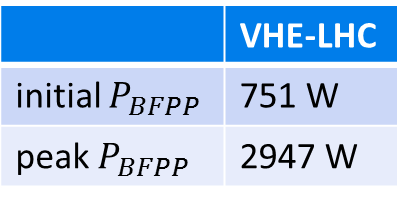 VHE-LHC
initial P_BFPP 751 W
peak P_BFPP 2947 W